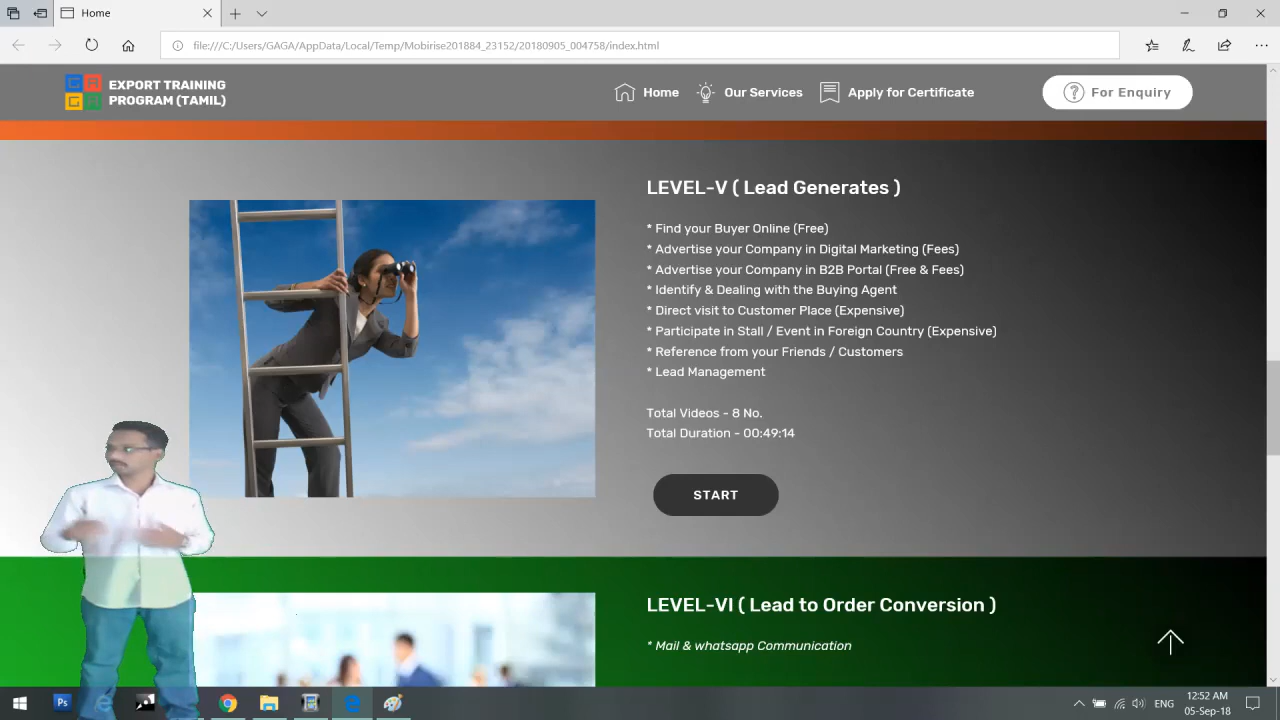 Home
file:///C:/Users/GAGA/AppData/Local/Temp/Mobirise201884_23152/20180905_004758/index.html
GAGA
EXPORT TRAINING
PROGRAM (TAMIL)
Home
Our Services
Apply for Certificate
For Enquiry
LEVEL-V ( Lead Generates )
* Find your Buyer Online (Free)
* Advertise your Company in Digital Marketing (Fees)
* Advertise your Company in B2B Portal (Free & Fees)
* Identify & Dealing with the Buying Agent
* Direct visit to Customer Place (Expensive)
* Participate in Stall / Event in Foreign Country (Expensive)
* Reference from your Friends / Customers
* Lead Management
Total Videos - 8 No.
Total Duration - 00:49:14
START
LEVEL-VI ( Lead to Order Conversion )
* Mail & whatsapp Communication
Ps
ENG
12:52 AM
05-Sep-18